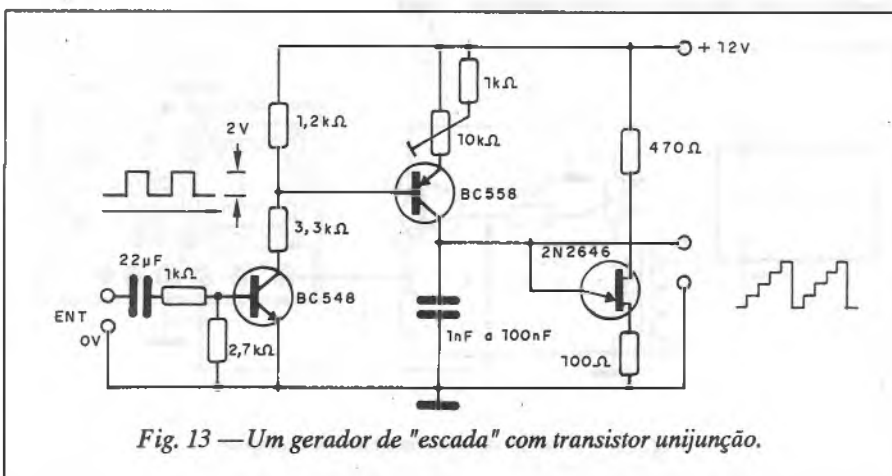 + 12V
1kΩ
1,2kΩ
2V
10kΩ
470Ω
BC558
3,3kΩ
2N2646
22µF
1kΩ
BC548
ENT
1nF a 100nF
0V
2,7kΩ
100Ω
Fig. 13 — Um gerador de "escada" com transistor unijunção.